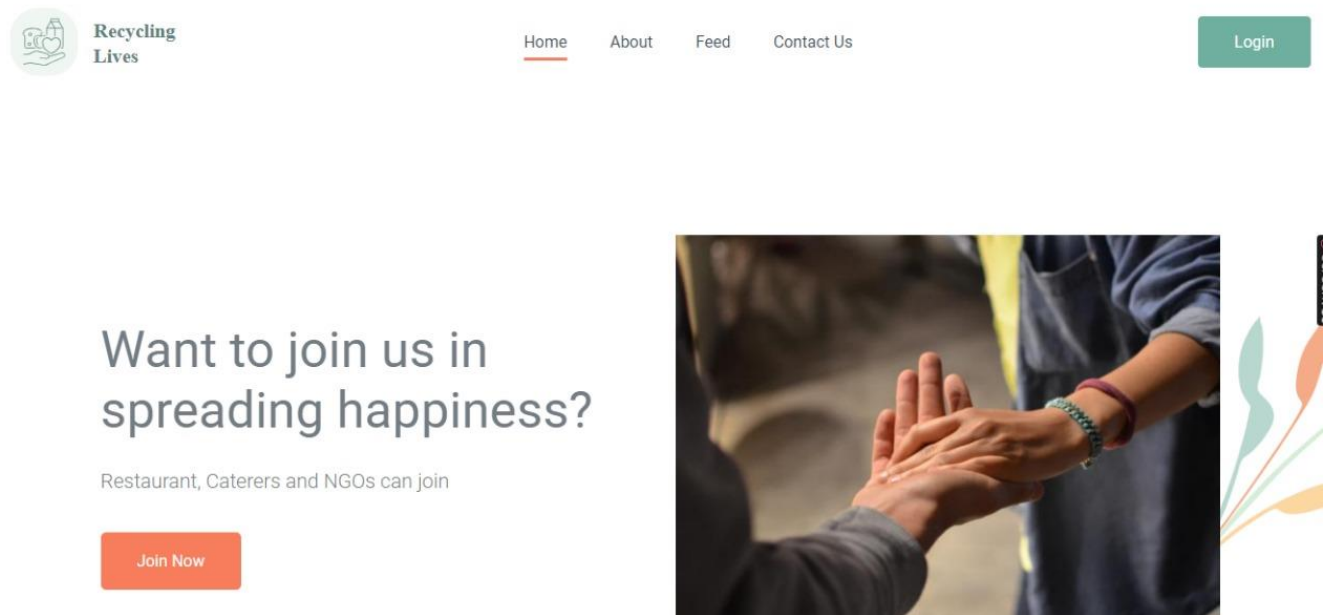 Recycling
Lives
Home About Feed Contact Us
Login
Want to join us in
spreading happiness?
Restaurant, Caterers and NGOs can join
Join Now